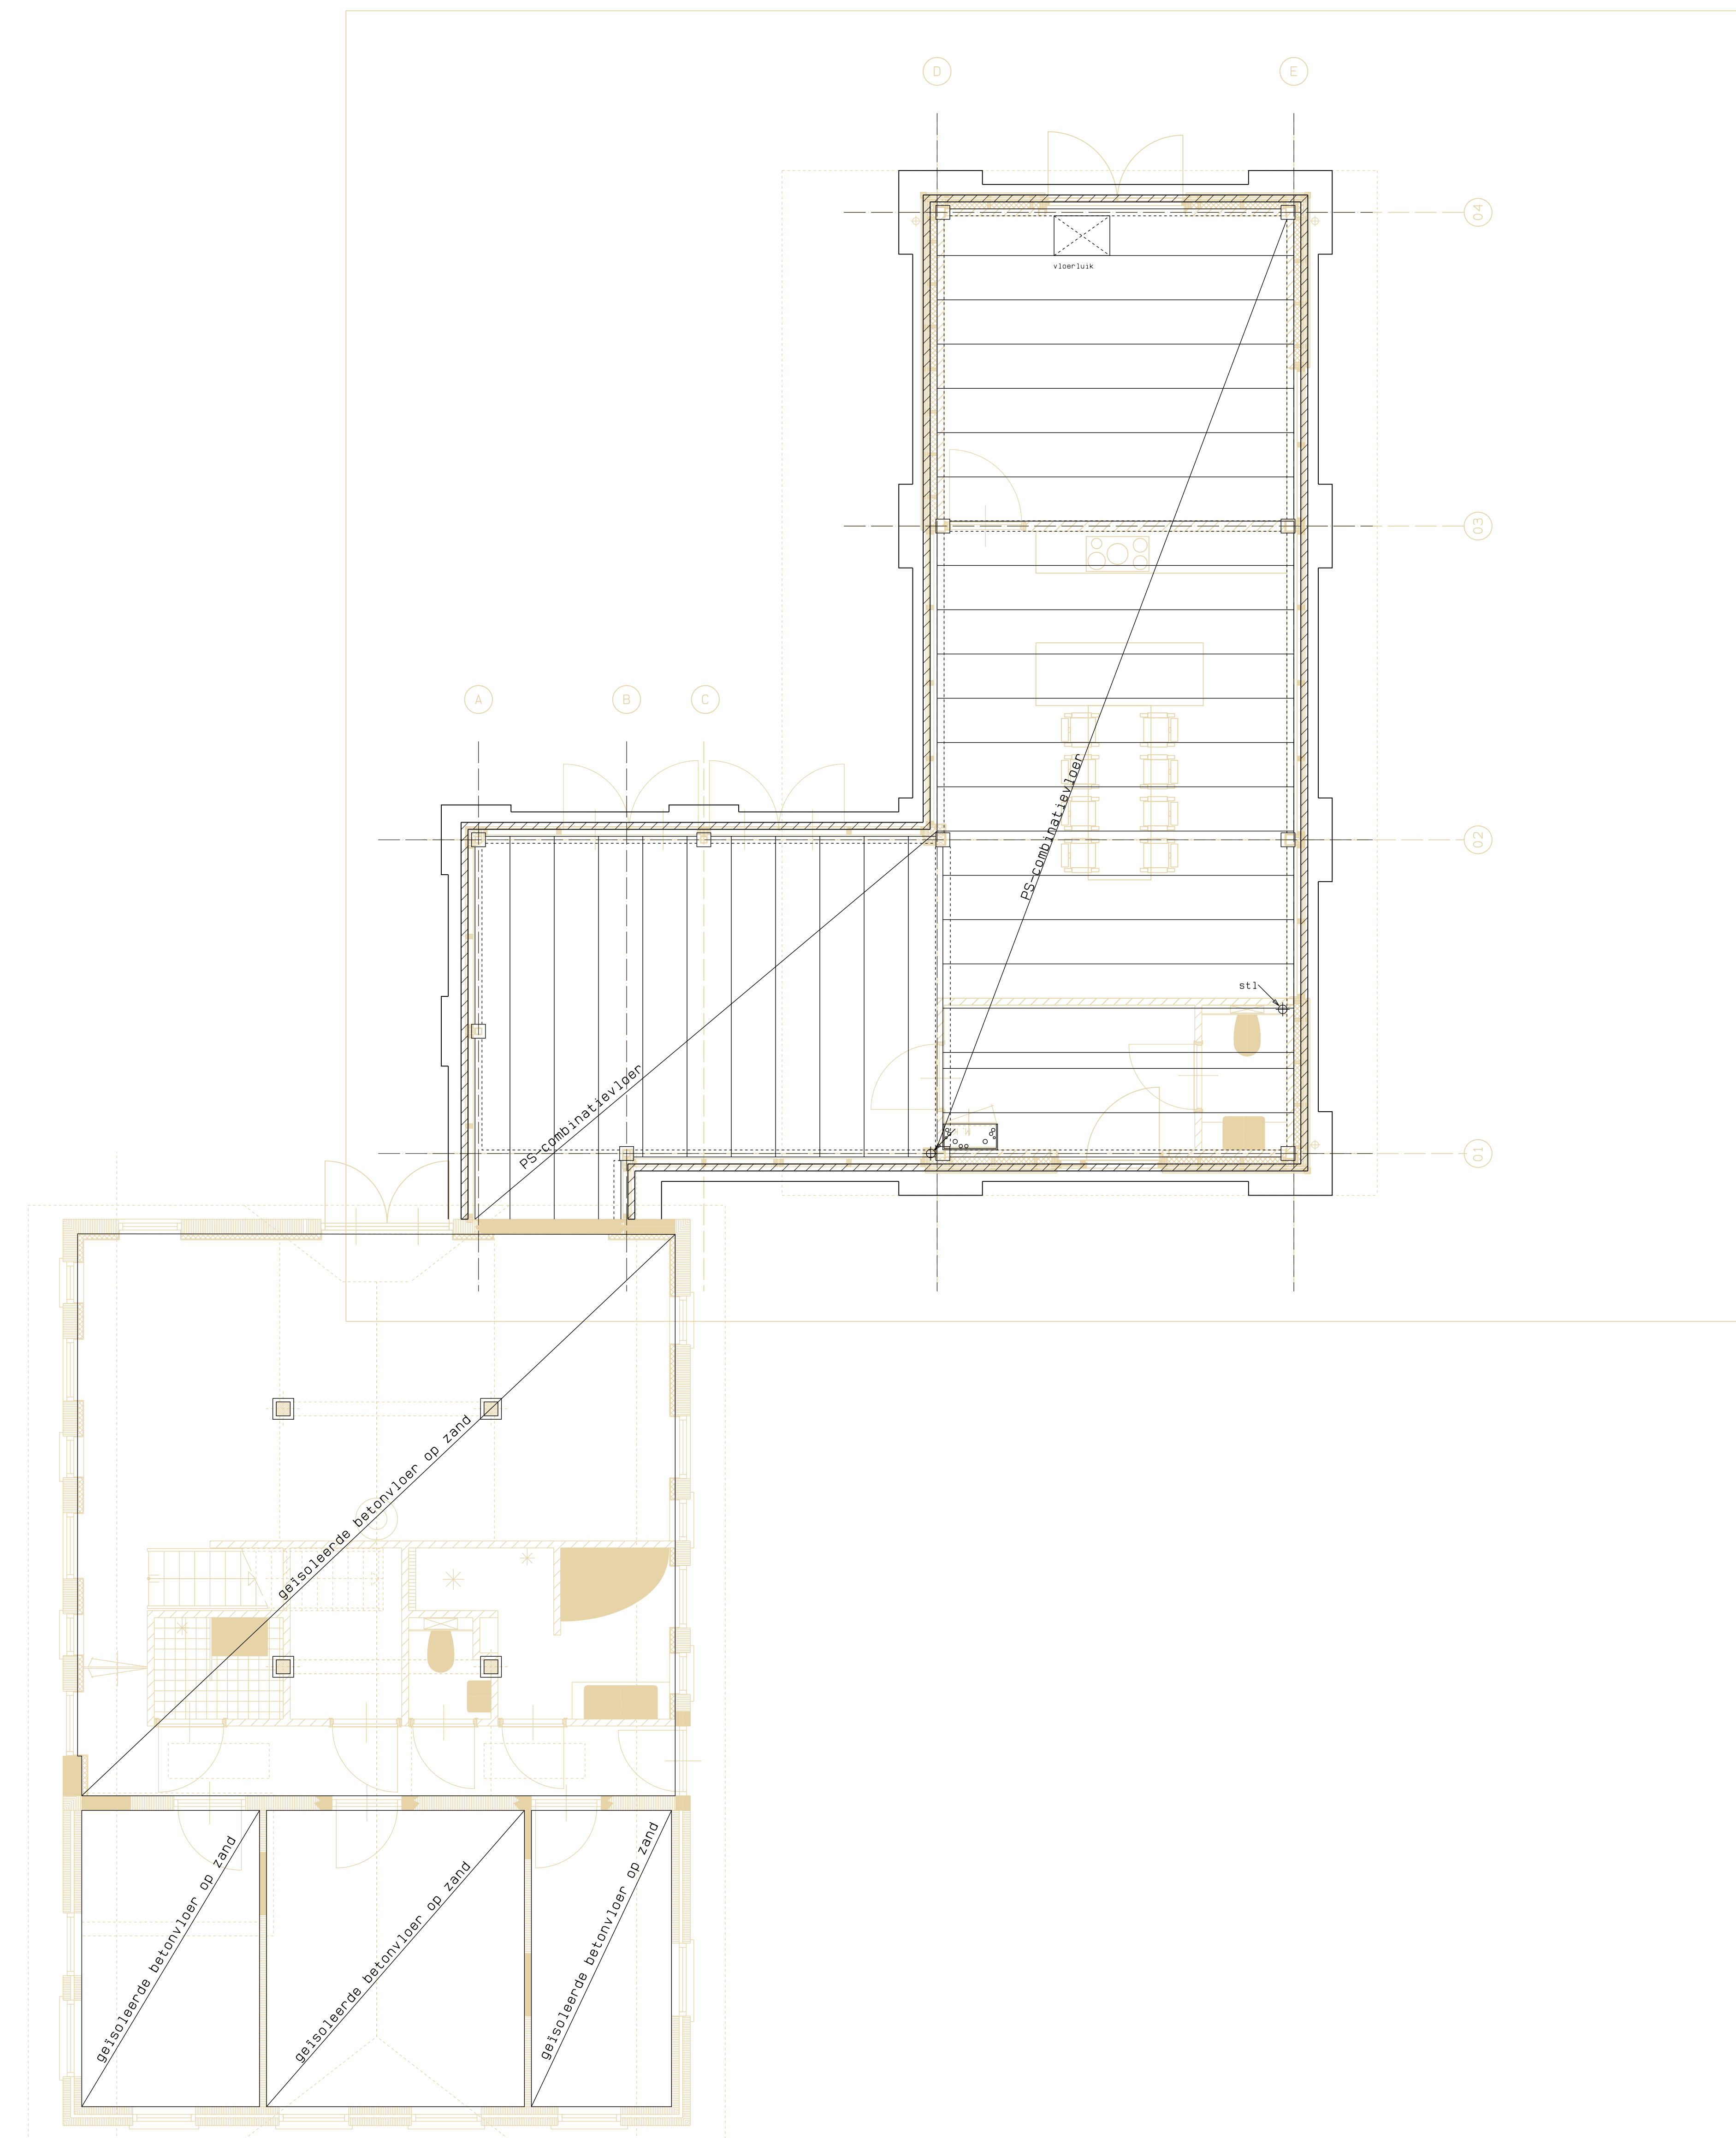 D
E
04
vloerluik
03
A
B
C
PS-combinatievloer
02
stl
PS-combinatievloer
01
geïsoleerde betonvloer op zand
geïsoleerde betonvloer op zand
geïsoleerde betonvloer op zand
geïsoleerde betonvloer op zand